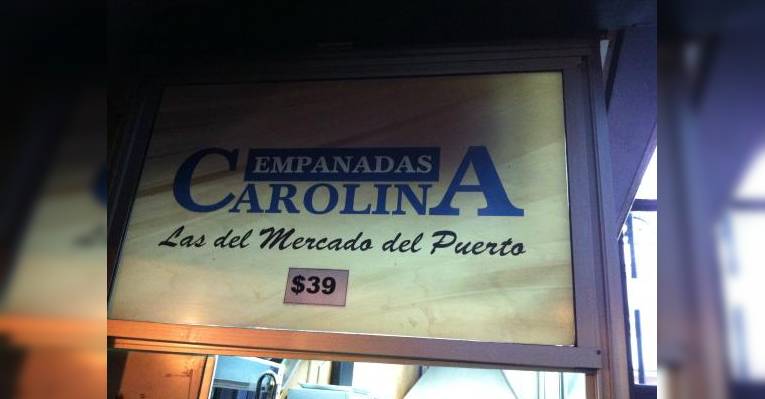 EMPANADAS
CAROLINA
Las del Mercado del Puerto
$39